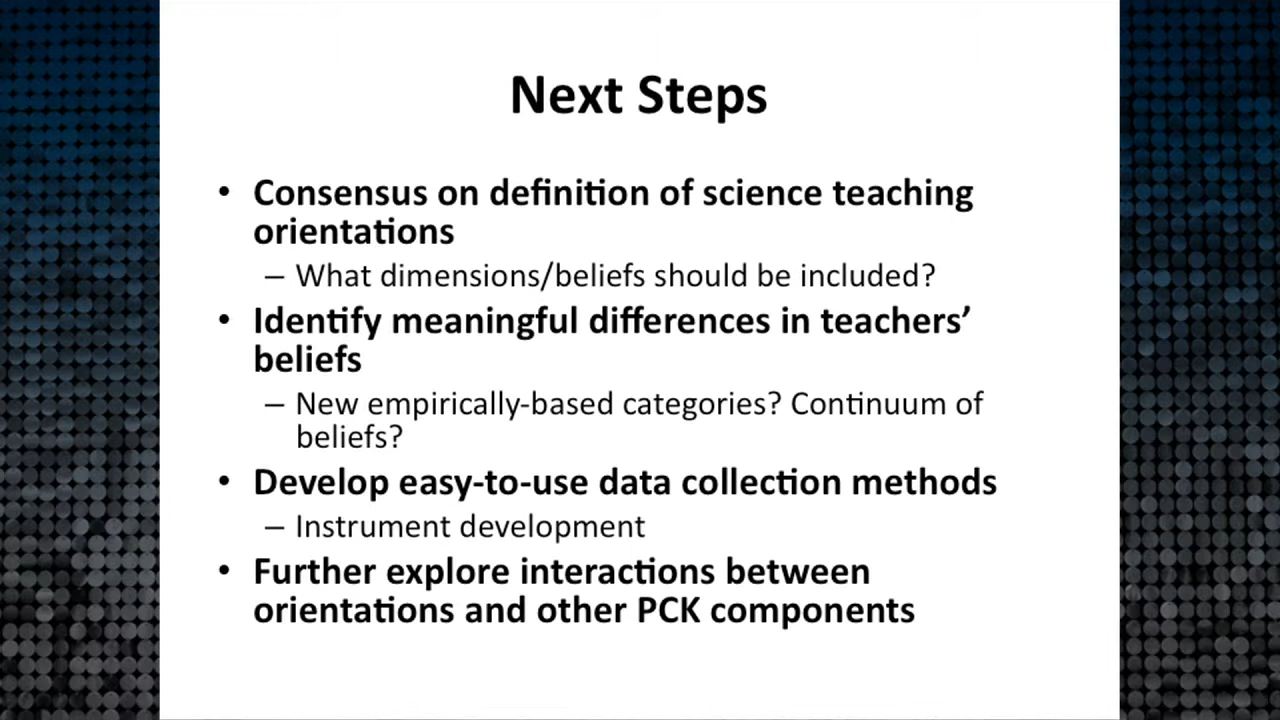 Next Steps
• Consensus on definition of science teaching
orientations
– What dimensions/beliefs should be included?
• Identify meaningful differences in teachers’
beliefs
– New empirically-based categories? Continuum of
beliefs?
• Develop easy-to-use data collection methods
– Instrument development
• Further explore interactions between
orientations and other PCK components